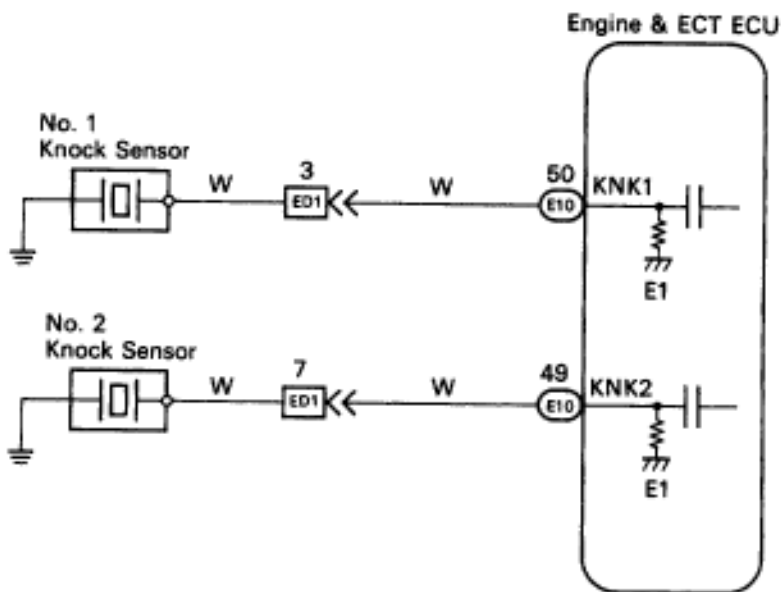 Engine & ECT ECU
No. 1
Knock Sensor
W
3
ED1
W
50
E10
KNK1
E1
No. 2
Knock Sensor
W
7
ED1
W
49
E10
KNK2
E1